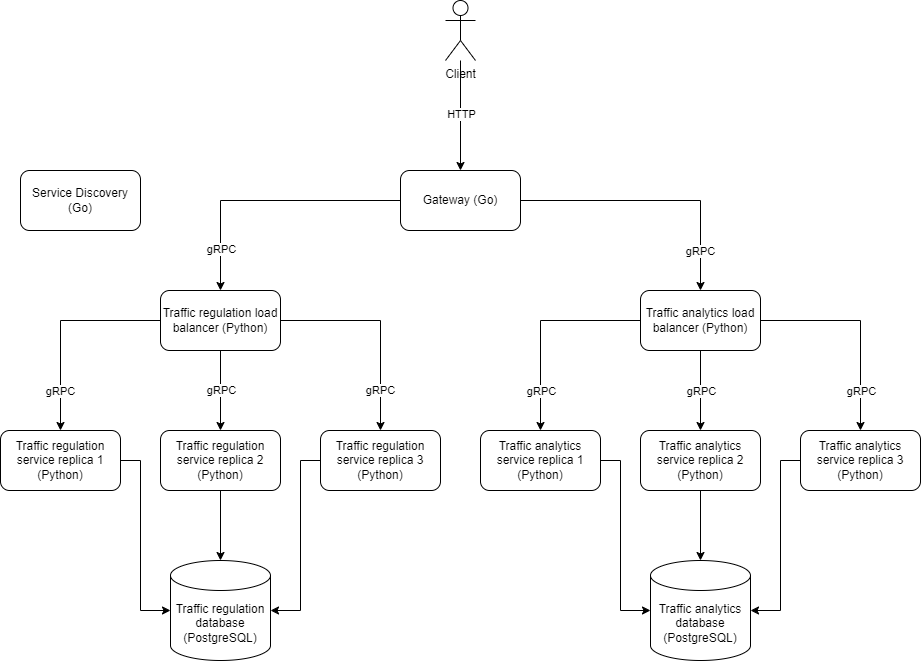 Client
HTTP
Service Discovery
(Go)
Gateway (Go)
gRPC
gRPC
Traffic regulation load
balancer (Python)
Traffic analytics load
balancer (Python)
gRPC
gRPC
gRPC
gRPC
gRPC
gRPC
Traffic regulation
service replica 1
(Python)
Traffic regulation
service replica 2
(Python)
Traffic regulation
service replica 3
(Python)
Traffic analytics
service replica 1
(Python)
Traffic analytics
service replica 2
(Python)
Traffic analytics
service replica 3
(Python)
Traffic regulation
database
(PostgreSQL)
Traffic analytics
database
(PostgreSQL)